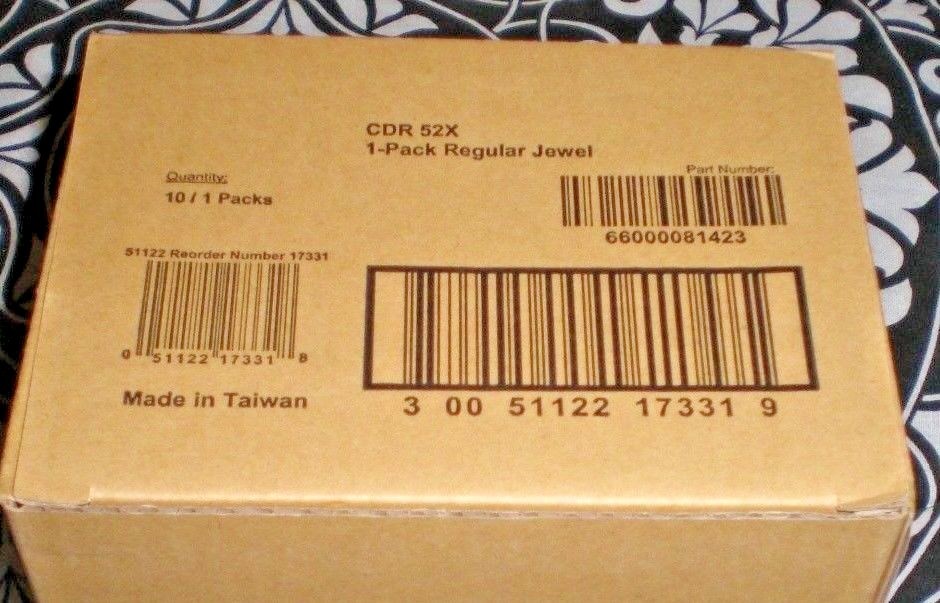 CDR 52X
1-Pack Regular Jewel
Quantity:
10 / 1 Packs
Part Number:
66000081423
51122 Reorder Number 17331
0 51122 17331 8
Made in Taiwan
3 00 51122 17331 9